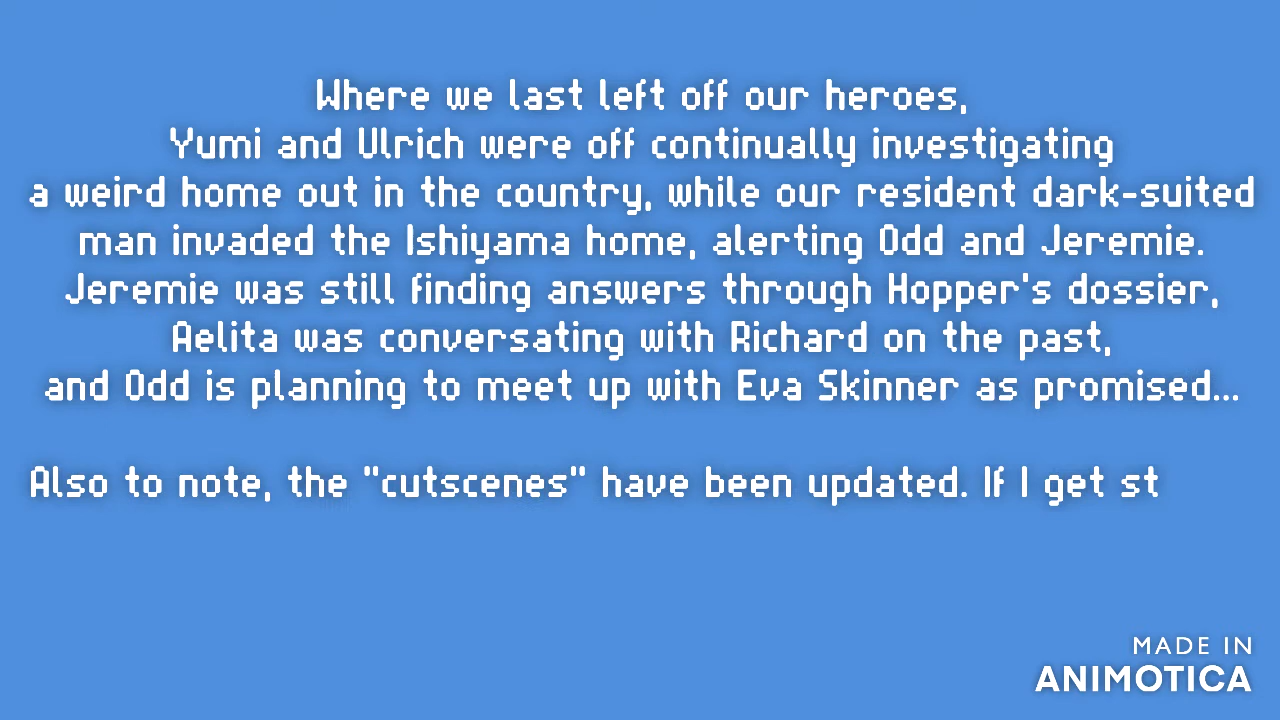 Where we last left off our heroes,
Yumi and Ulrich were off continually investigating
a weird home out in the country, while our resident dark-suited
man invaded the Ishiyama home, alerting Odd and Jeremie.
Jeremie was still finding answers through Hopper's dossier,
Aelita was conversating with Richard on the past,
and Odd is planning to meet up with Eva Skinner as promised...
Also to note, the "cutscenes" have been updated. If I get st
MADE IN
ANIMOTICA